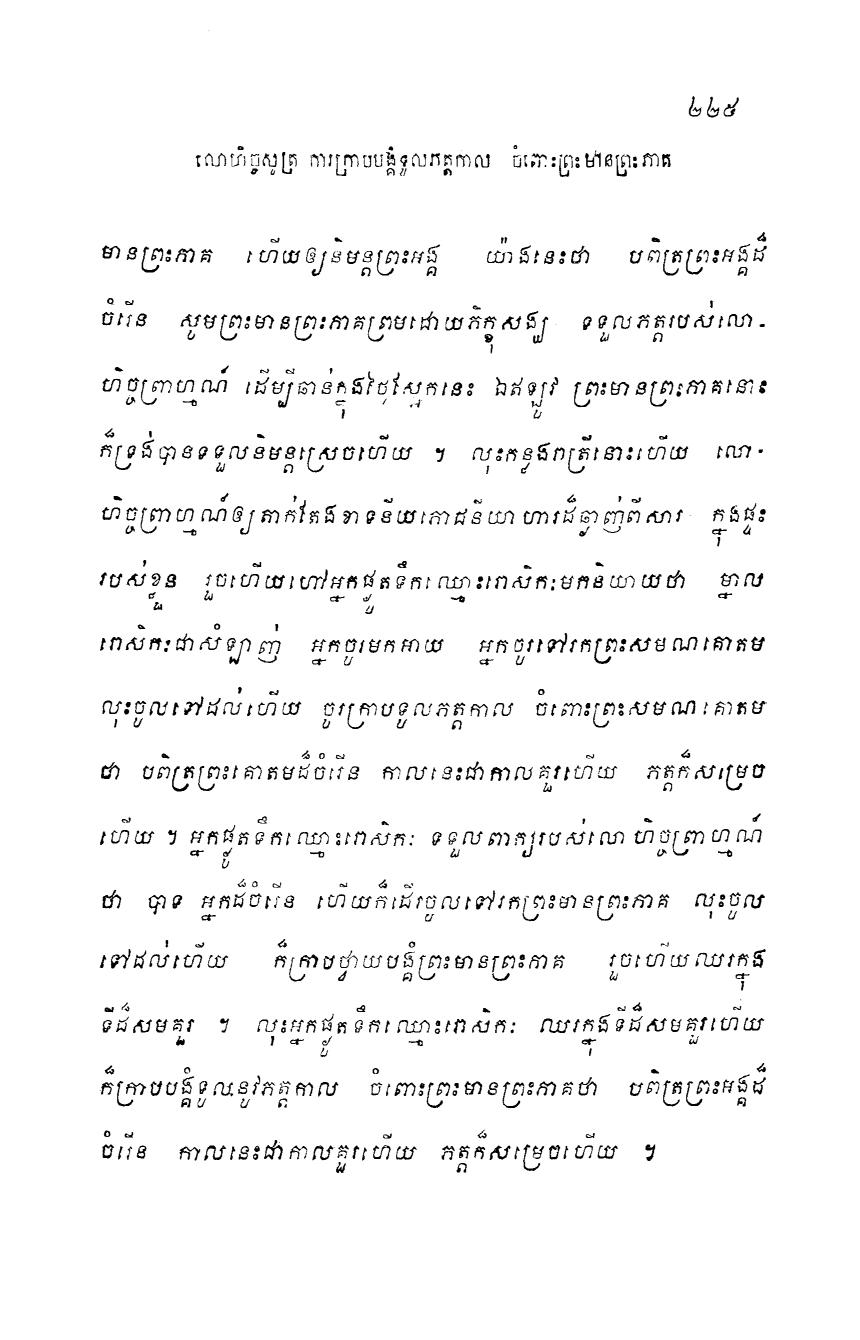 ២២៥
លោហិច្ចសូត្រ ការក្រាបបង្គំទូលភត្តកាល ចំពោះព្រះមានព្រះភាគ
មានព្រះភាគ ហើយឲ្យនិមន្តព្រះអង្គ យ៉ាងនេះថា បពិត្រព្រះអង្គដ៏
ចំរើន សូមព្រះមានព្រះភាគព្រមដោយភិក្ខុសង្ឃ ទទួលភត្តរបស់លោ-
ហិច្ចព្រាហ្មណ៍ ដើម្បីឆាន់ក្នុងថ្ងៃស្អែកនេះ ឯឥឡូវ ព្រះមានព្រះភាគនោះ
ក៏ទ្រង់បានទទួលនិមន្តស្រេចហើយ ។ លុះកន្លងរាត្រីនោះហើយ លោ-
ហិច្ចព្រាហ្មណ៍ឲ្យតាក់តែងខាទនីយភោជនីយាហារដ៏ឆ្ងាញ់ពីសារ ក្នុងផ្ទះ
របស់ខ្លួន រួចហើយហៅអ្នកផ្លូតទឹកឈ្មោះរោសិកៈមកនិយាយថា ម្នាល
រោសិកៈជាសំឡាញ់ អ្នកចូរមកអាយ អ្នកចូរទៅរកព្រះសមណគោតម
លុះចូលទៅដល់ហើយ ចូរក្រាបទូលភត្តកាល ចំពោះព្រះសមណគោតម
ថា បពិត្រព្រះគោតមដ៏ចំរើន កាលនេះជាកាលគួរហើយ ភត្តក៏សម្រេច
ហើយ ។ អ្នកផ្លូតទឹកឈ្មោះរោសិកៈ ទទួលពាក្យរបស់លោហិច្ចព្រាហ្មណ៍
ថា បាទ អ្នកដ៏ចំរើន ហើយក៏ដើរចូលទៅរកព្រះមានព្រះភាគ លុះចូល
ទៅដល់ហើយ ក៏ក្រាបថ្វាយបង្គំព្រះមានព្រះភាគ រួចហើយឈរក្នុង
ទីដ៏សមគួរ ។ លុះអ្នកផ្លូតទឹកឈ្មោះរោសិកៈ ឈរក្នុងទីដ៏សមគួរហើយ
ក៏ក្រាបបង្គំទូលនូវភត្តកាល ចំពោះព្រះមានព្រះភាគថា បពិត្រព្រះអង្គដ៏
ចំរើន កាលនេះជាកាលគួរហើយ ភត្តក៏សម្រេចហើយ ។